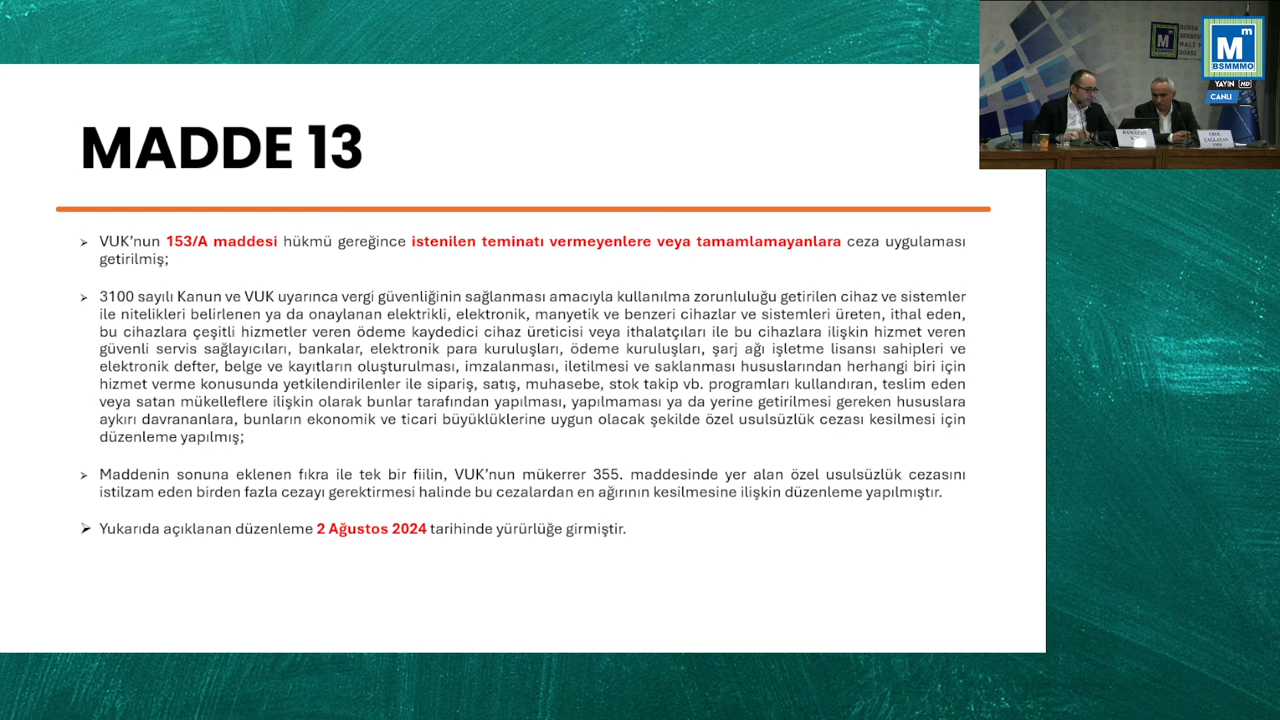 MADDE 13
➢ VUK’nun 153/A maddesi hükmü gereğince istenilen teminatı vermeyenlere veya tamamlamayanlara ceza uygulaması
getirilmiş;
➢ 3100 sayılı Kanun ve VUK uyarınca vergi güvenliğinin sağlanması amacıyla kullanılma zorunluluğu getirilen cihaz ve sistemler
ile nitelikleri belirlenen ya da onaylanan elektrikli, elektronik, manyetik ve benzeri cihazlar ve sistemleri üreten, ithal eden,
bu cihazlara çeşitli hizmetler veren ödeme kaydedici cihaz üreticisi veya ithalatçıları ile bu cihazlara ilişkin hizmet veren
güvenli servis sağlayıcıları, bankalar, elektronik para kuruluşları, ödeme kuruluşları, şarj ağı işletme lisansı sahipleri ve
elektronik defter, belge ve kayıtların oluşturulması, imzalanması, iletilmesi ve saklanması hususlarından herhangi biri için
hizmet verme konusunda yetkilendirilenler ile sipariş, satış, muhasebe, stok takip vb. programları kullandıran, teslim eden
veya satan mükelleflere ilişkin olarak bunlar tarafından yapılması, yapılmaması ya da yerine getirilmesi gereken hususlara
aykırı davrananlara, bunların ekonomik ve ticari büyüklüklerine uygun olacak şekilde özel usulsüzlük cezası kesilmesi için
düzenleme yapılmış;
➢ Maddenin sonuna eklenen fıkra ile tek bir fiilin, VUK’nun mükerrer 355. maddesinde yer alan özel usulsüzlük cezasını
istilzam eden birden fazla cezayı gerektirmesi halinde bu cezalardan en ağırının kesilmesine ilişkin düzenleme yapılmıştır.
➢ Yukarıda açıklanan düzenleme 2 Ağustos 2024 tarihinde yürürlüğe girmiştir.
BURSA
SERBEST
MALİ M
ODASI
Mm
BSMMMO
YAYIN HD
CANLI
RAMAZAN
EROL
ÇAĞLAYAN